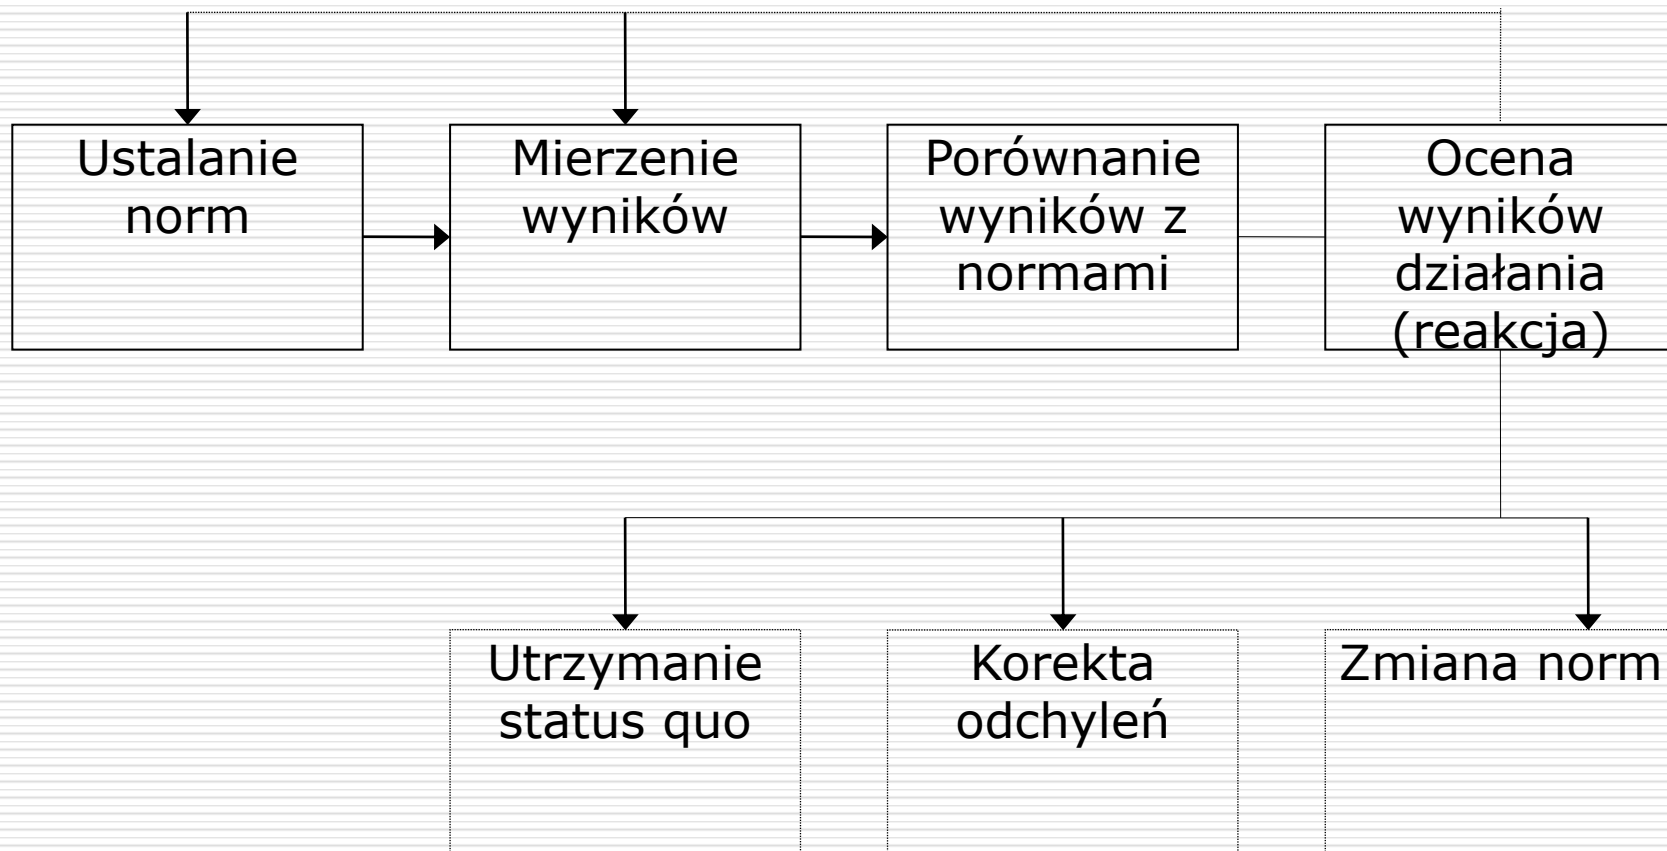 Ustalanie
norm
Mierzenie
wyników
Porównanie
wyników z
normami
Ocena
wyników
działania
(reakcja)
Utrzymanie
status quo
Korekta
odchyleń
Zmiana norm